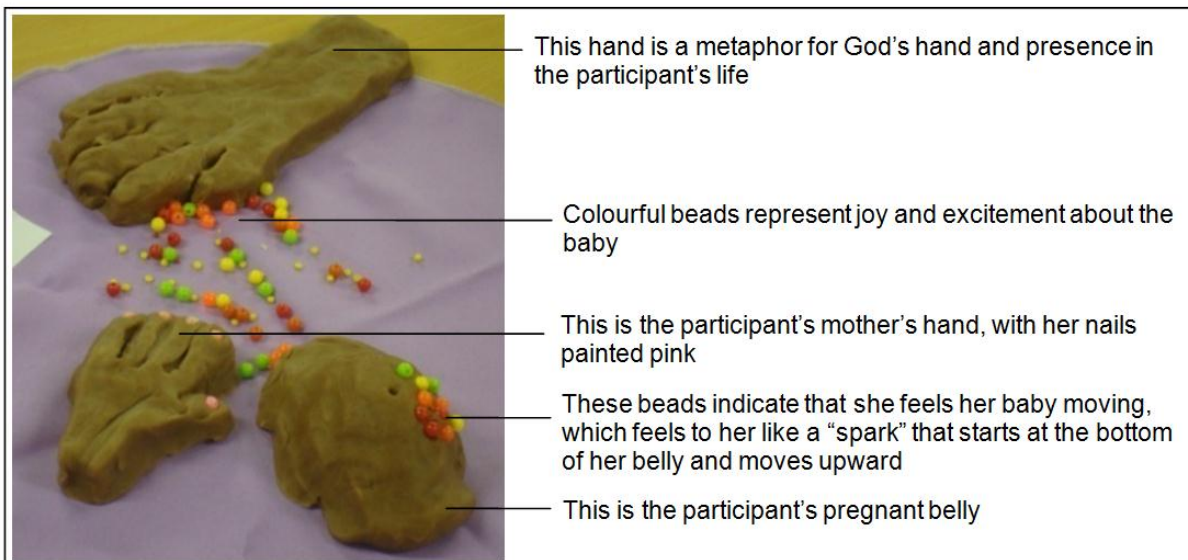 This hand is a metaphor for God's hand and presence in
the participant's life
Colourful beads represent joy and excitement about the
baby
This is the participant's mother's hand, with her nails
painted pink
These beads indicate that she feels her baby moving,
which feels to her like a “spark” that starts at the bottom
of her belly and moves upward
This is the participant's pregnant belly